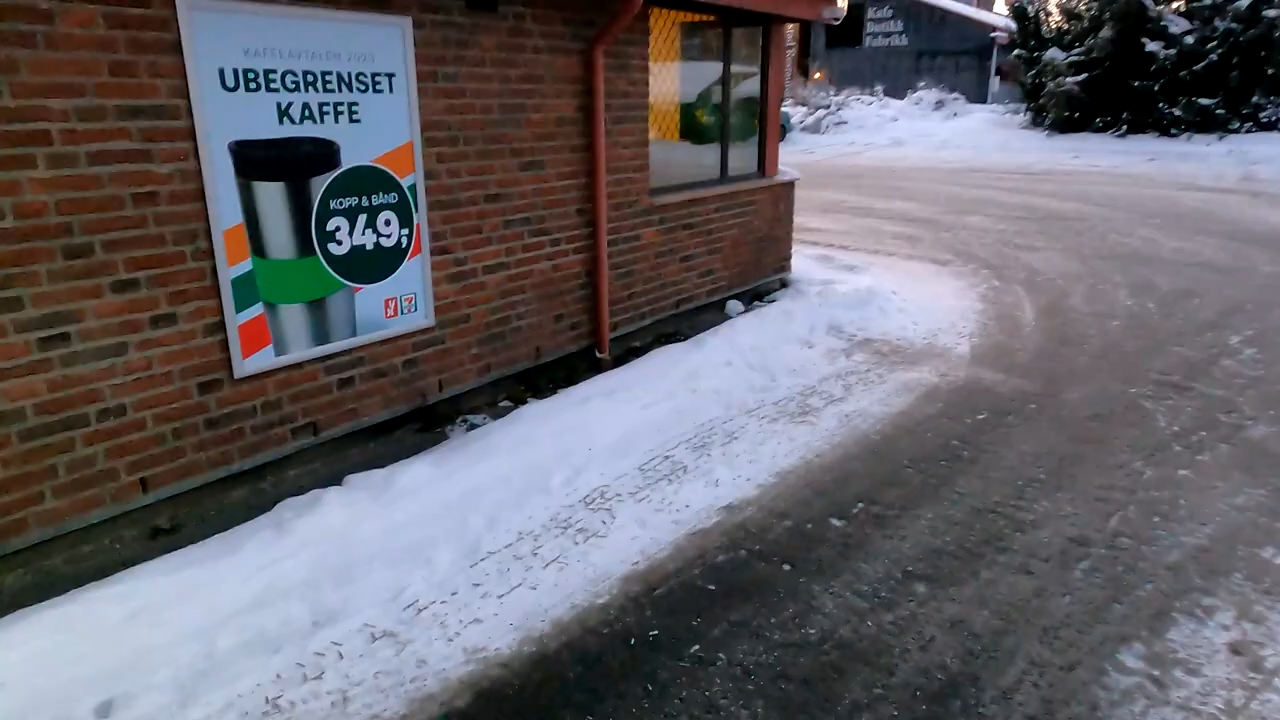 KAFFEAVTALEN 2023
UBEGRENSET
KAFFE
KOPP & BÅND
349,-
Kafe
Butikk
Fabrikk